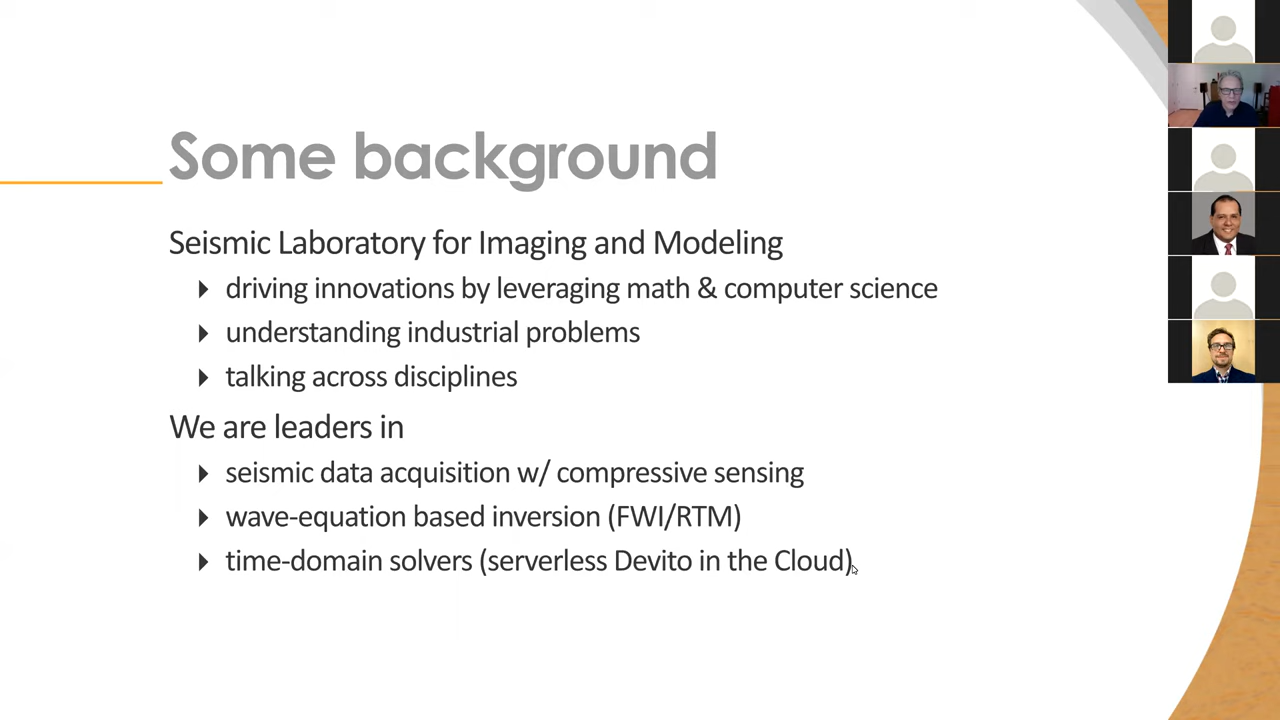 Some background
Seismic Laboratory for Imaging and Modeling
driving innovations by leveraging math & computer science
understanding industrial problems
talking across disciplines
We are leaders in
seismic data acquisition w/ compressive sensing
wave-equation based inversion (FWI/RTM)
time-domain solvers (serverless Devito in the Cloud)